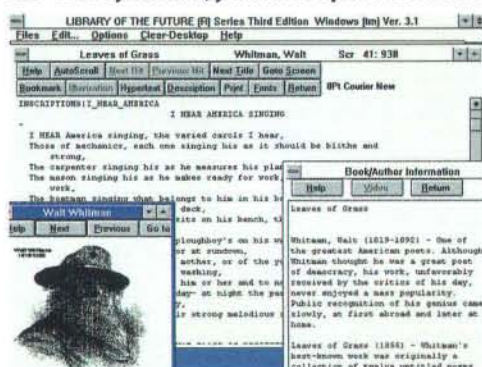 LIBRARY OF THE FUTURE (R) Series Third Edition Windows (tm) Ver. 3.1
Files Edit... Options Clear-Desktop Help
Leaves of Grass Whitman, Walt Scr 41: 938
Help AutoScroll Next Hit Previous Hit Next Title Goto Screen
Bookmark Illustration Hypertext Description Print Fonts Return 8Pt Courier New
INSCRIPTIONS:I_HEAR_AMERICA
I HEAR AMERICA SINGING
I HEAR America singing, the varied carols I hear,
Those of mechanics, each one singing his as it should be blithe and
strong,
The carpenter singing his as he measures his plan
The mason singing his as he makes ready for work,
work,
The boatman singing what belongs to him in his b
deck,
sits on his bench, th
ploughboy's on his w
or at sundown,
mother, or of the y
washing,
him or her and to n
day- at night the pa
y,
ir strong melodious
Walt Whitman
Help Next Previous Go to
Book/Author Information
Help Video Return
Leaves of Grass
Whitman, Walt (1819-1892) - One of
the greatest American poets. Although
Whitman thought he was a great post
of democracy, his work, unfavorably
received by the critics of his day,
never enjoyed a mass popularity.
Public recognition of his genius came
slowly, at first abroad and later at
home.
Leaves of Grass (1855) - Whitman's
best-known work was originally a
collection of twelve untitled poems